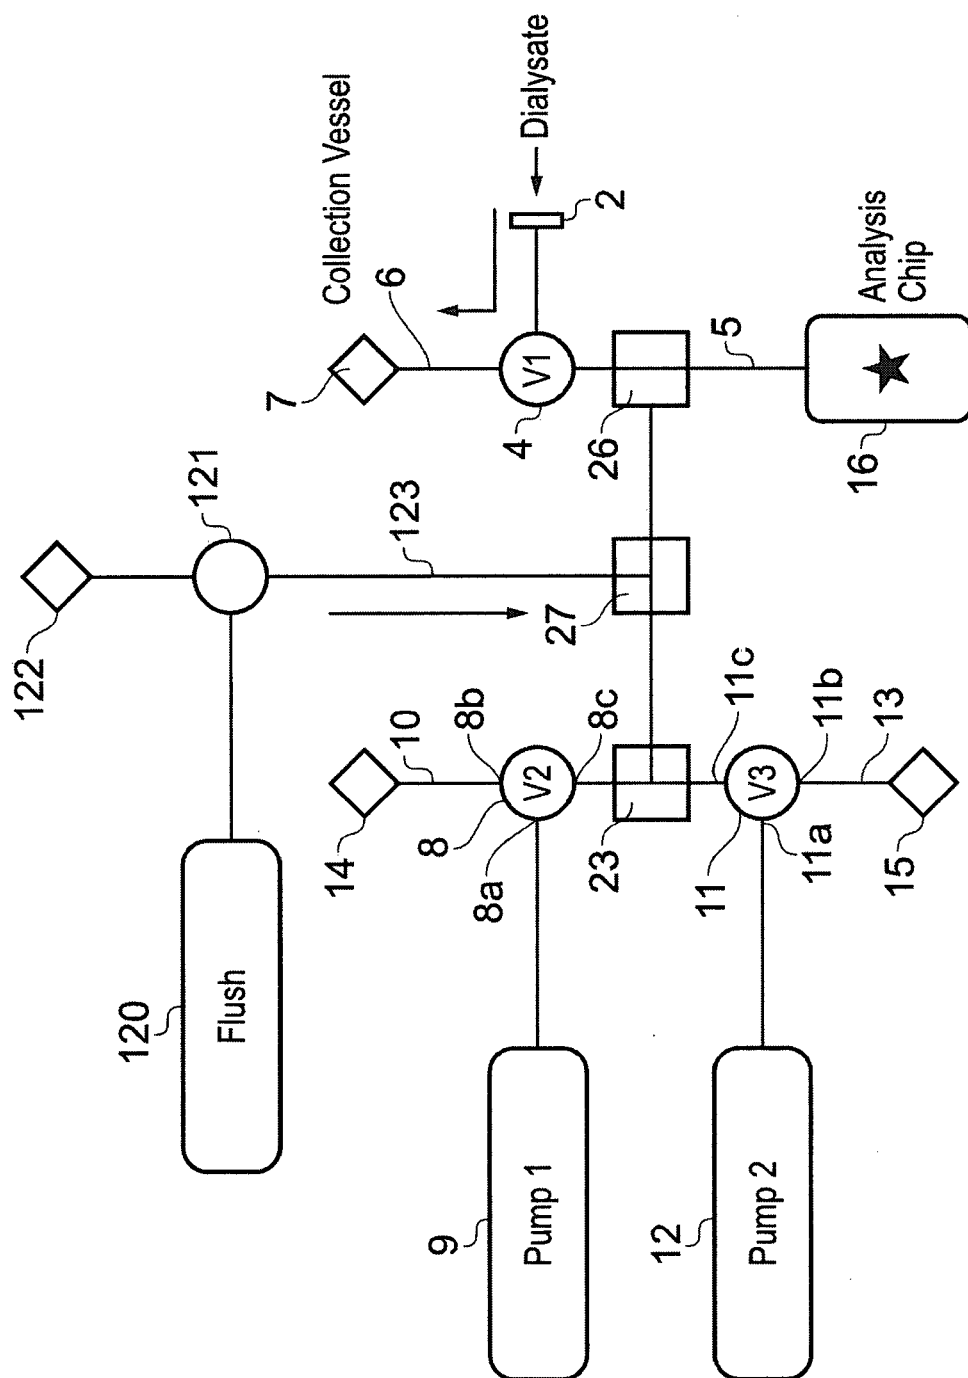 122
121
120
Flush
123
Collection Vessel
7
6
Dialysate
2
V1
4
14
10
8b
8
V2
8a
8c
9
Pump 1
27
26
5
23
11c
11
V3
11b
11a
13
12
Pump 2
15
16
Analysis
Chip